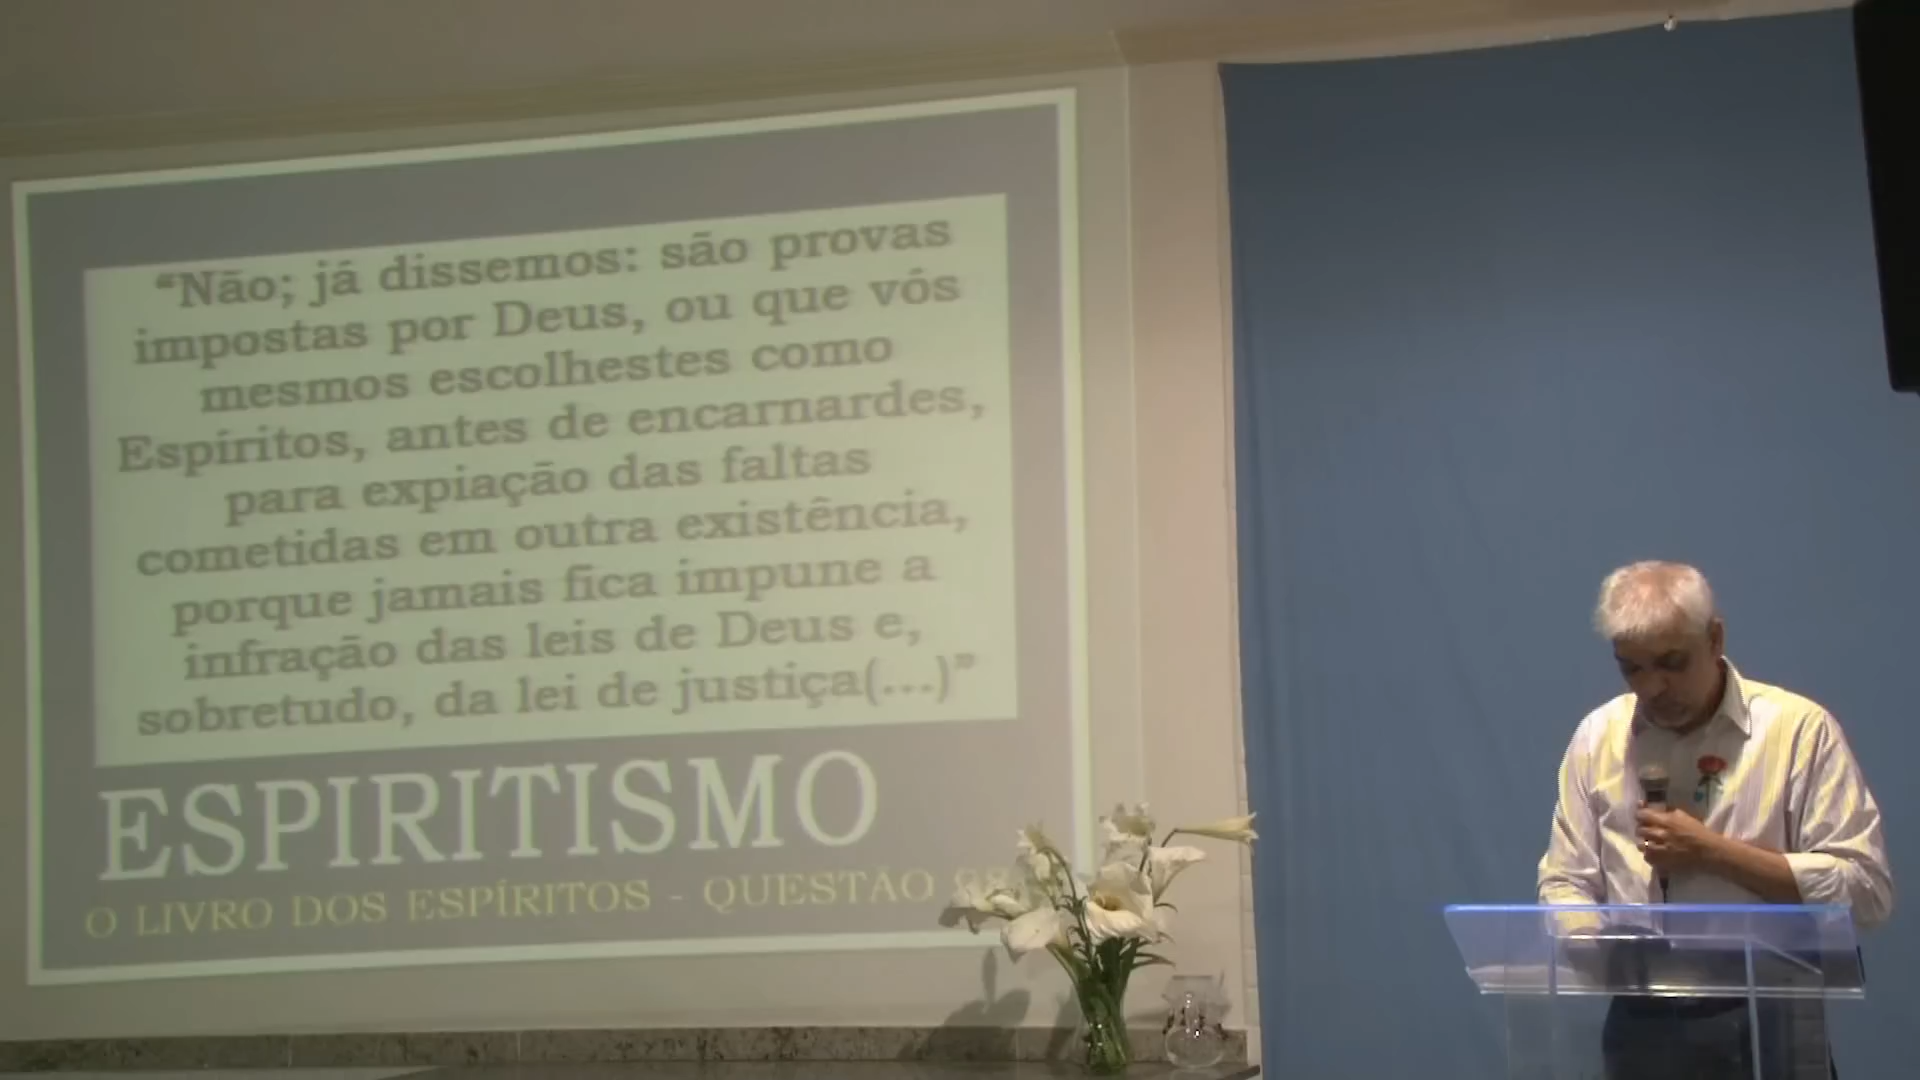 “Não; já dissemos: são provas
impostas por Deus, ou que vós
mesmos escolhestes como
Espíritos, antes de encarnardes,
para expiação das faltas
cometidas em outra existência,
porque jamais fica impune a
infração das leis de Deus e,
sobretudo, da lei de justiça(...)”
ESPIRITISMO
O LIVRO DOS ESPÍRITOS - QUESTÃO